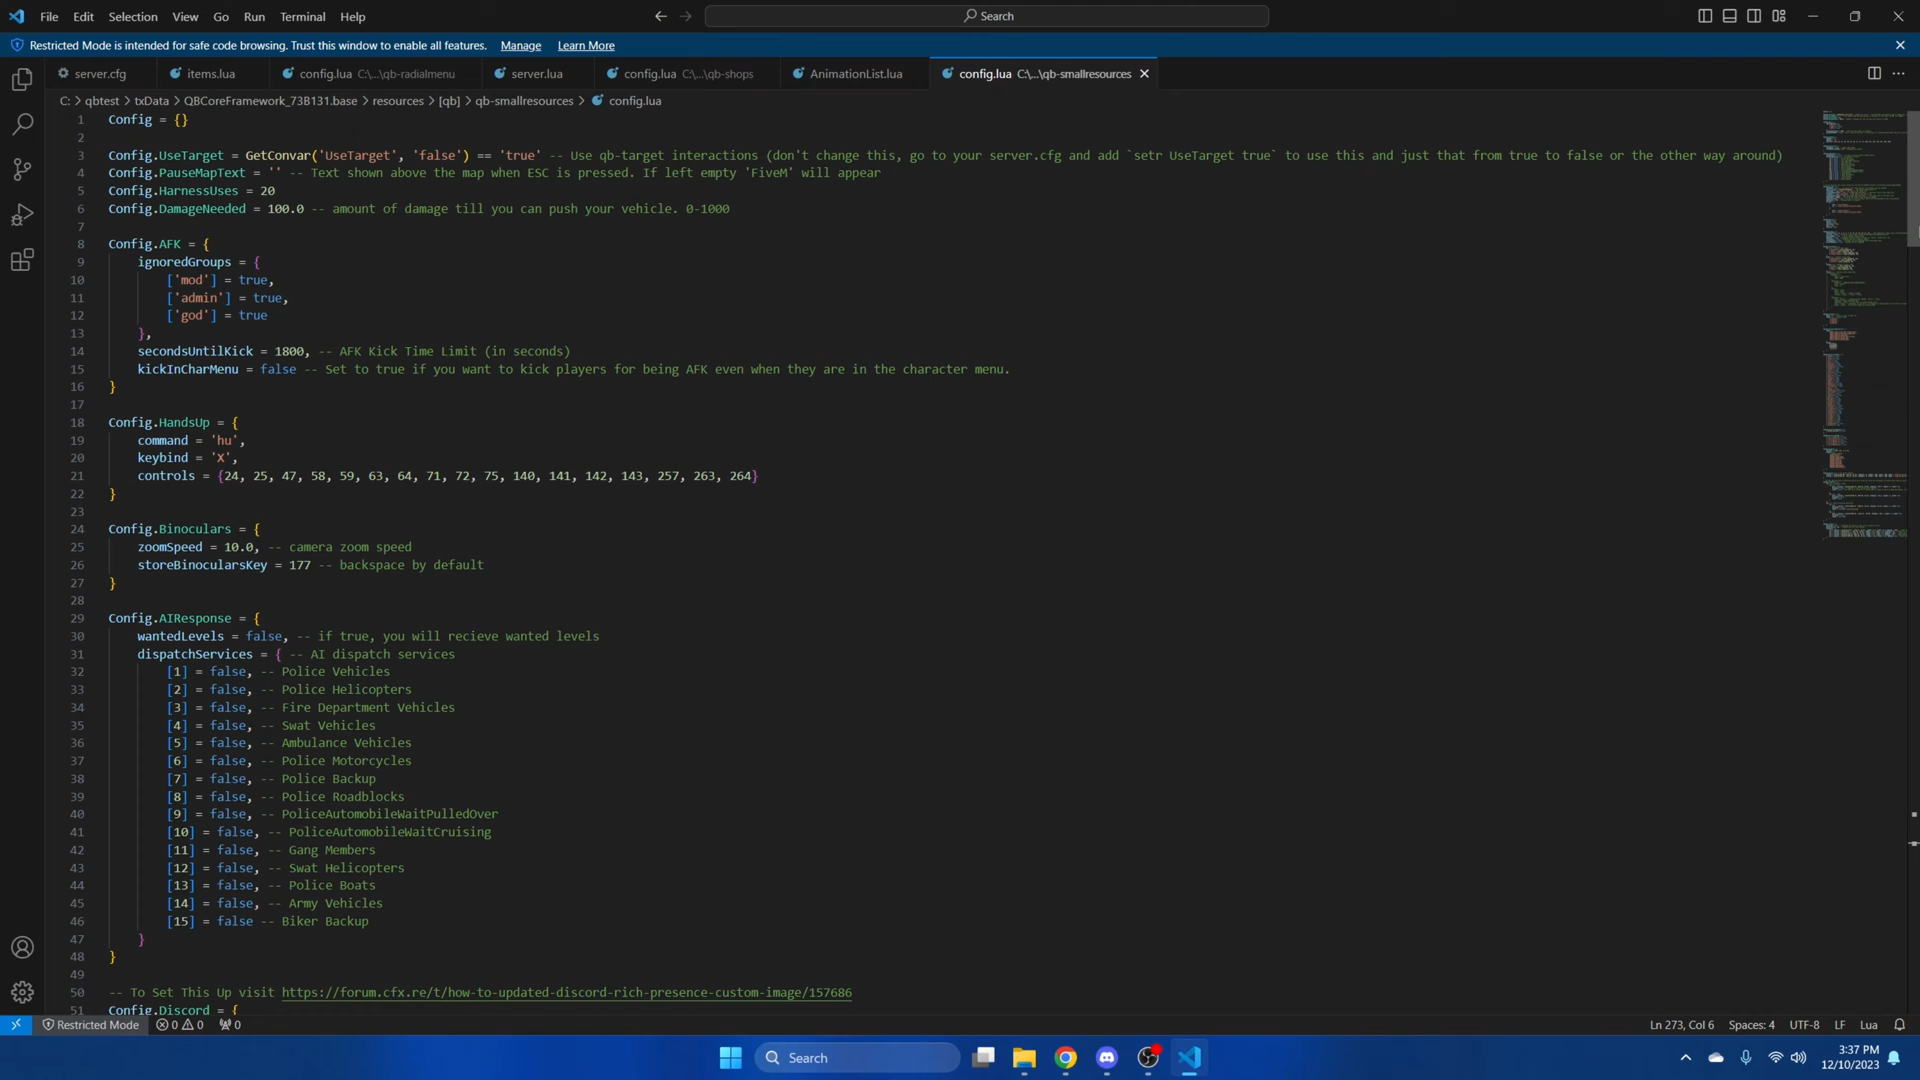 File Edit Selection View Go Run Terminal Help
Search
Restricted Mode is intended for safe code browsing. Trust this window to enable all features. Manage Learn More
server.cfg items.lua config.lua C:\...\qb-radialmenu server.lua config.lua C:\...\qb-shops AnimationList.lua config.lua C:\...\qb-smallresources
C: > qbtest > txData > QBCoreFramework_73B131.base > resources > [qb] > qb-smallresources > config.lua
1 Config = {}
2
3 Config.UseTarget = GetConvar('UseTarget', 'false') == 'true' -- Use qb-target interactions (don't change this, go to your server.cfg and add `setr UseTarget true` to use this and just that from true to false or the other way around)
4 Config.PauseMapText = '' -- Text shown above the map when ESC is pressed. If left empty 'FiveM' will appear
5 Config.HarnessUses = 20
6 Config.DamageNeeded = 100.0 -- amount of damage till you can push your vehicle. 0-1000
7
8 Config.AFK = {
9 ignoredGroups = {
10 ['mod'] = true,
11 ['admin'] = true,
12 ['god'] = true
13 },
14 secondsUntilKick = 1800, -- AFK Kick Time Limit (in seconds)
15 kickInCharMenu = false -- Set to true if you want to kick players for being AFK even when they are in the character menu.
16 }
17
18 Config.HandsUp = {
19 command = 'hu',
20 keybind = 'X',
21 controls = {24, 25, 47, 58, 59, 63, 64, 71, 72, 75, 140, 141, 142, 143, 257, 263, 264}
22 }
23
24 Config.Binoculars = {
25 zoomSpeed = 10.0, -- camera zoom speed
26 storeBinocularsKey = 177 -- backspace by default
27 }
28
29 Config.AIResponse = {
30 wantedLevels = false, -- if true, you will recieve wanted levels
31 dispatchServices = { -- AI dispatch services
32 [1] = false, -- Police Vehicles
33 [2] = false, -- Police Helicopters
34 [3] = false, -- Fire Department Vehicles
35 [4] = false, -- Swat Vehicles
36 [5] = false, -- Ambulance Vehicles
37 [6] = false, -- Police Motorcycles
38 [7] = false, -- Police Backup
39 [8] = false, -- Police Roadblocks
40 [9] = false, -- PoliceAutomobileWaitPulledOver
41 [10] = false, -- PoliceAutomobileWaitCruising
42 [11] = false, -- Gang Members
43 [12] = false, -- Swat Helicopters
44 [13] = false, -- Police Boats
45 [14] = false, -- Army Vehicles
46 [15] = false -- Biker Backup
47 }
48 }
49
50 -- To Set This Up visit https://forum.cfx.re/t/how-to-updated-discord-rich-presence-custom-image/157686
51 Config.Discord = {
Restricted Mode 0 0 0 Ln 273, Col 6 Spaces: 4 UTF-8 LF Lua
Search
3:37 PM
12/10/2023